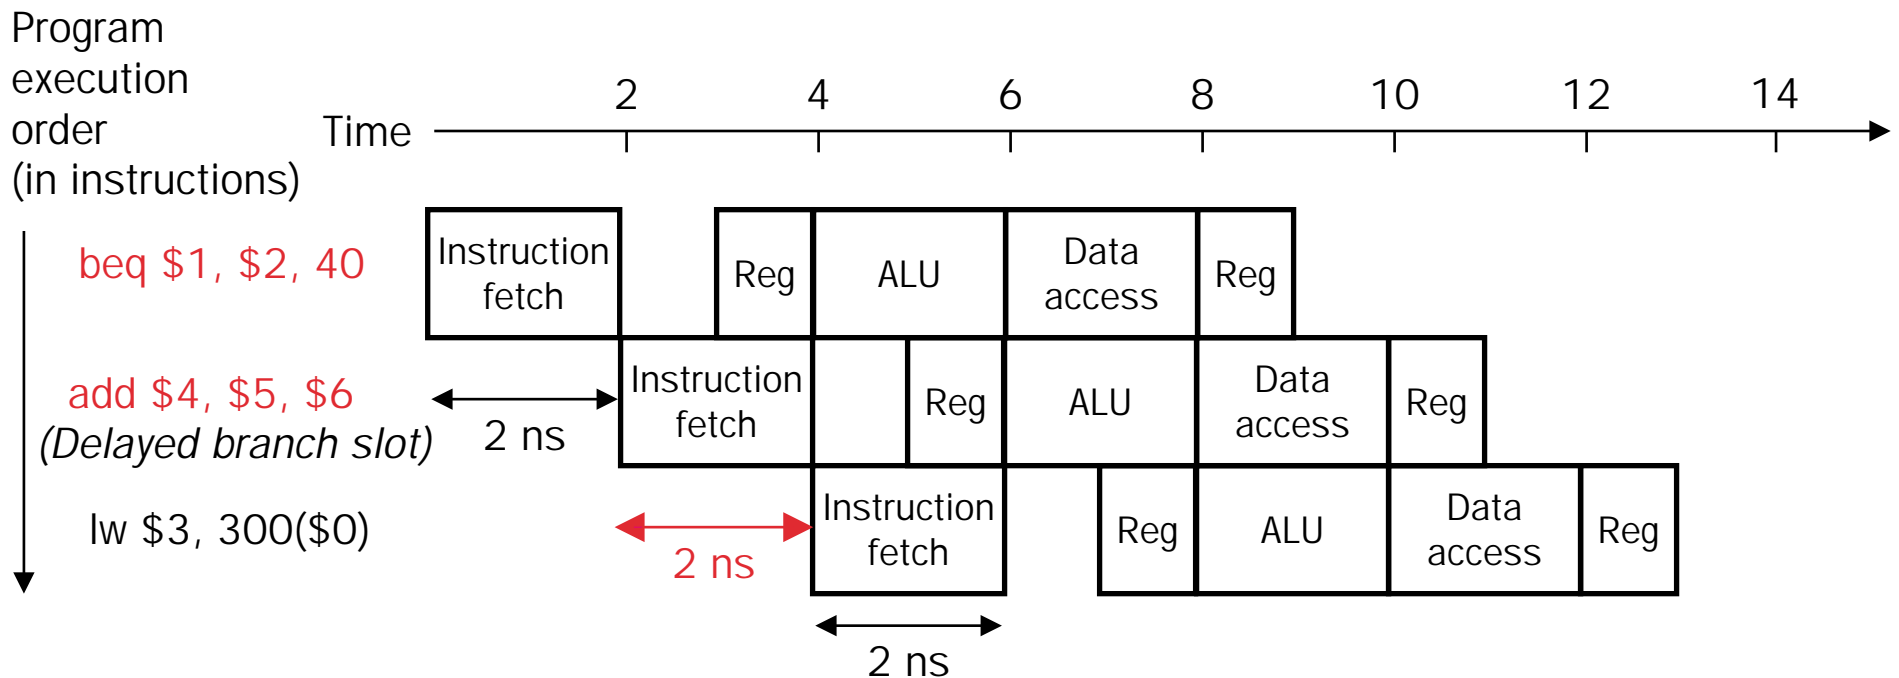 Program
execution
order
(in instructions)
Time
2 4 6 8 10 12 14
beq $1, $2, 40
Instruction
fetch
Reg
ALU
Data
access
Reg
add $4, $5, $6
(Delayed branch slot)
2 ns
Instruction
fetch
Reg
ALU
Data
access
Reg
lw $3, 300($0)
2 ns
Instruction
fetch
Reg
ALU
Data
access
Reg
2 ns